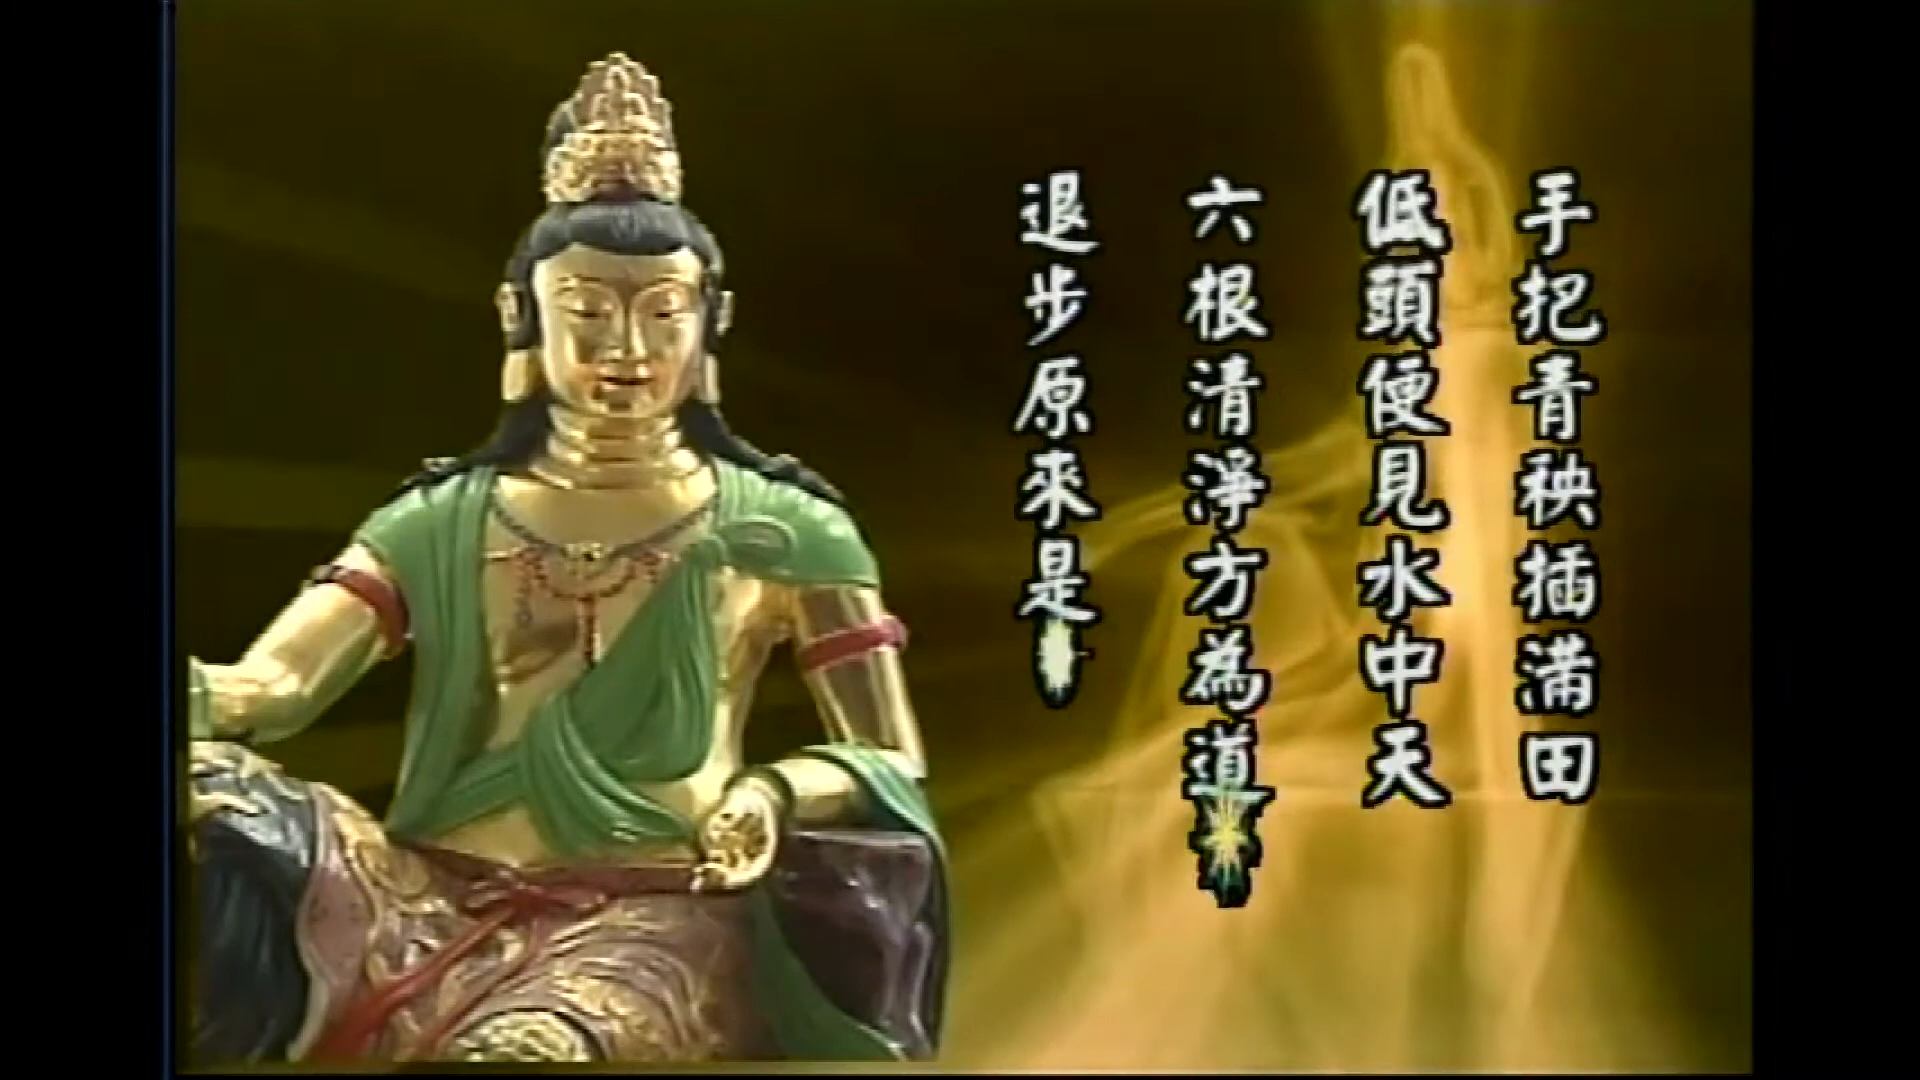 手把青秧插滿田
低頭便見水中天
六根清淨方為道
退步原來是